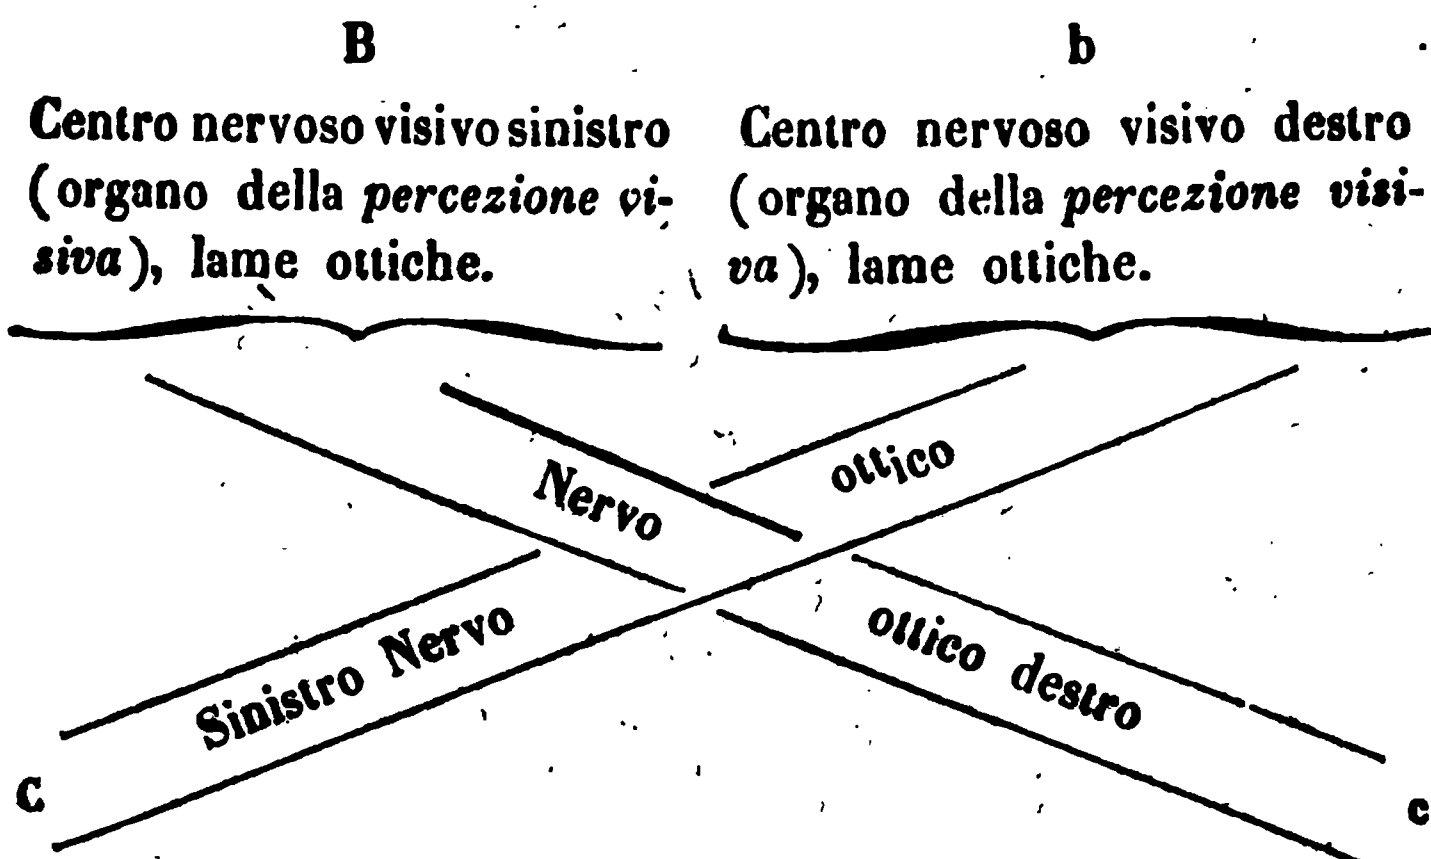 B
Centro nervoso visivo sinistro
(organo della percezione vi-
siva), lame ottiche.
b
Centro nervoso visivo destro
(organo della percezione visi-
va), lame ottiche.
Nervo
ottico
Sinistro Nervo
ottico destro
C
c